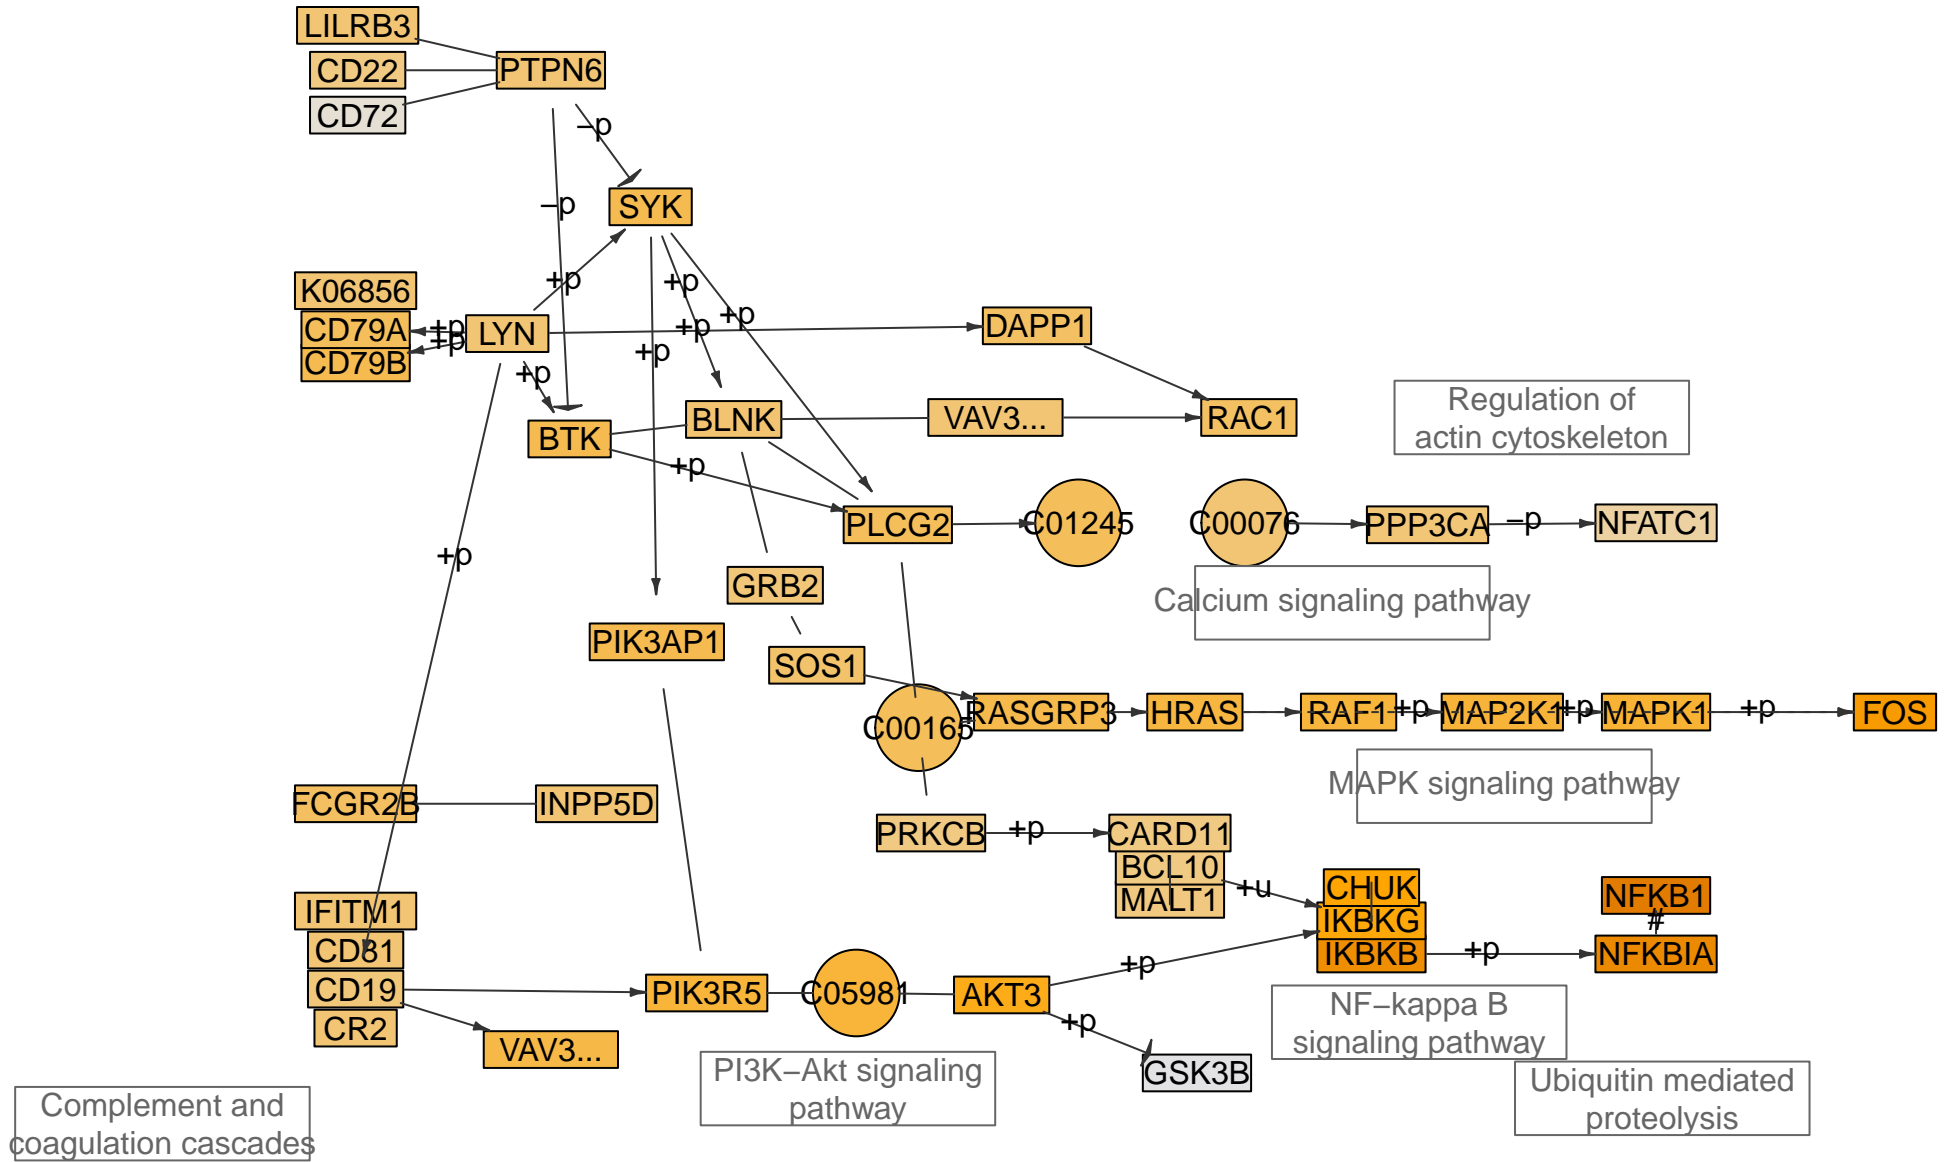 LILRB3
CD22
PTPN6
CD72
–p
SYK
–p
+p
+p
K06856
CD79A
+p
LYN
+p
+p
DAPP1
CD79B
+p
+p
+p
BTK
BLNK
VAV3...
RAC1
Regulation of
actin cytoskeleton
+p
PLCG2
C01245
C00076
PPP3CA
–p
NFATC1
+p
GRB2
Calcium signaling pathway
PIK3AP1
SOS1
C00165
RASGRP3
HRAS
RAF1
+p
MAP2K1
+p
MAPK1
+p
FOS
MAPK signaling pathway
FCGR2B
INPP5D
PRKCB
+p
CARD11
BCL10
MALT1
+u
CHUK
IKBKG
IKBKB
+p
NFKB1
#
NFKBIA
IFITM1
CD81
CD19
CR2
VAV3...
PIK3R5
C05981
AKT3
+p
+p
GSK3B
NF–kappa B
signaling pathway
PI3K–Akt signaling
pathway
Ubiquitin mediated
proteolysis
Complement and
coagulation cascades